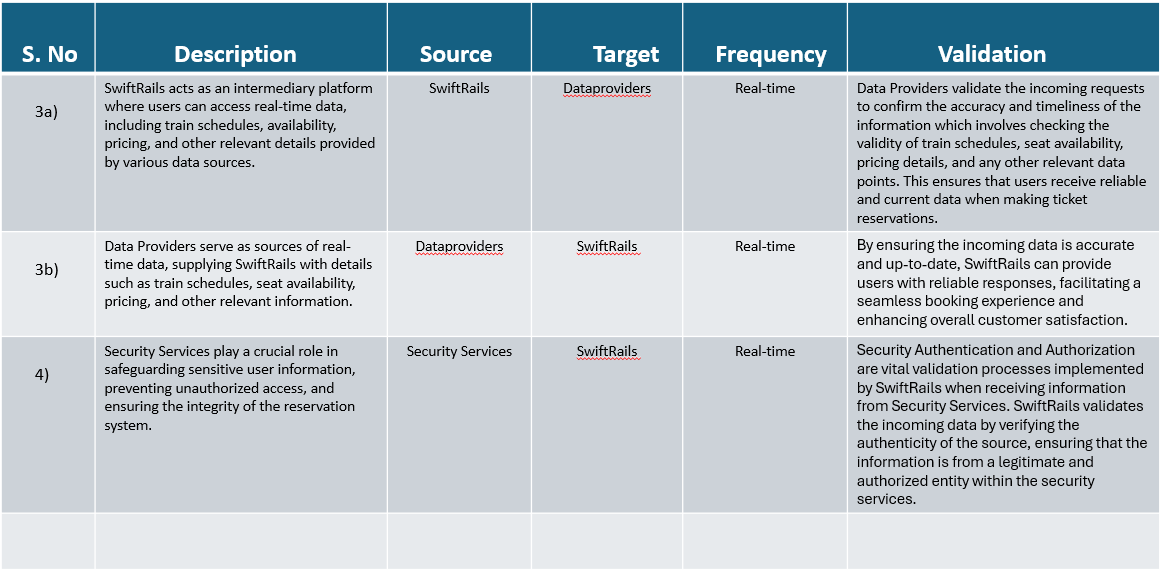 S. No Description Source Target Frequency Validation
3a)
SwiftRails acts as an intermediary platform
where users can access real-time data,
including train schedules, availability,
pricing, and other relevant details provided
by various data sources.
SwiftRails
Dataproviders
Real-time
Data Providers validate the incoming requests
to confirm the accuracy and timeliness of the
information which involves checking the
validity of train schedules, seat availability,
pricing details, and any other relevant data
points. This ensures that users receive reliable
and current data when making ticket
reservations.
3b)
Data Providers serve as sources of real-
time data, supplying SwiftRails with details
such as train schedules, seat availability,
pricing, and other relevant information.
Dataproviders
SwiftRails
Real-time
By ensuring the incoming data is accurate
and up-to-date, SwiftRails can provide
users with reliable responses, facilitating a
seamless booking experience and
enhancing overall customer satisfaction.
4)
Security Services play a crucial role in
safeguarding sensitive user information,
preventing unauthorized access, and
ensuring the integrity of the reservation
system.
Security Services
SwiftRails
Real-time
Security Authentication and Authorization
are vital validation processes implemented
by SwiftRails when receiving information
from Security Services. SwiftRails validates
the incoming data by verifying the
authenticity of the source, ensuring that the
information is from a legitimate and
authorized entity within the security
services.